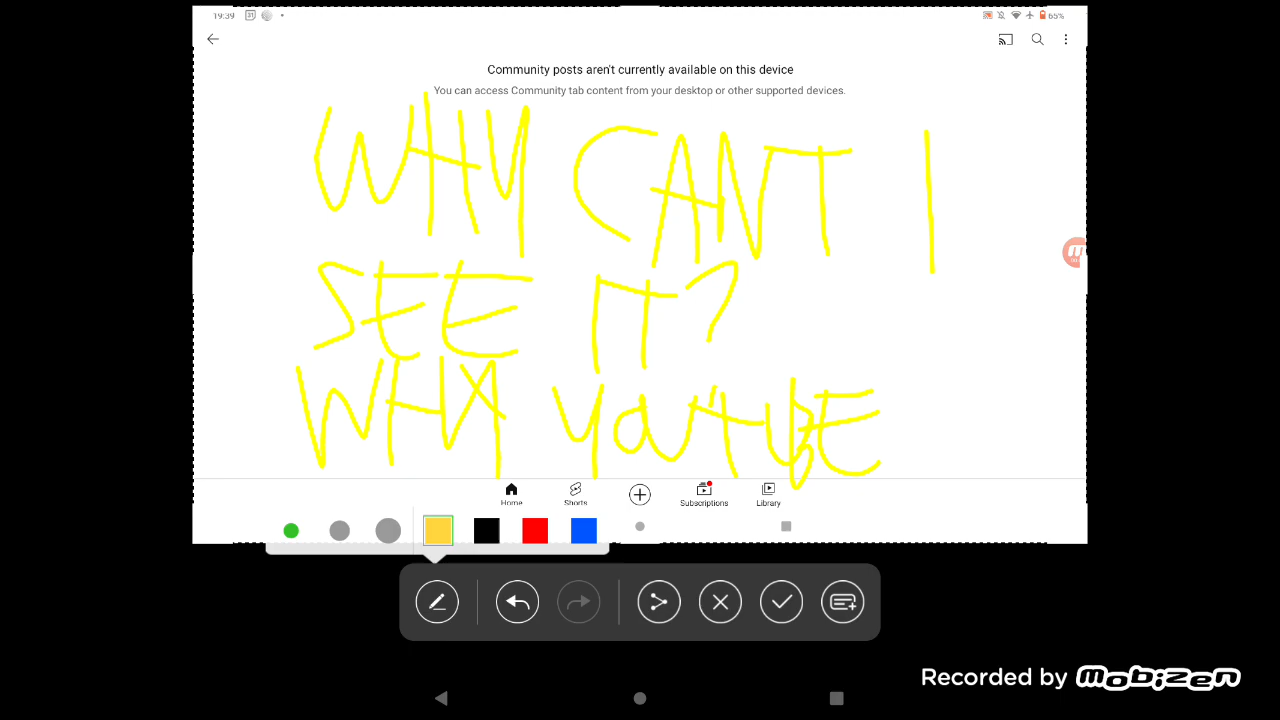 19:39 31 65%
Community posts aren't currently available on this device
You can access Community tab content from your desktop or other supported devices.
WHY CANT I
SEE IT?
WHY YOUTUBE
Home Shorts Subscriptions Library
Recorded by mobizen